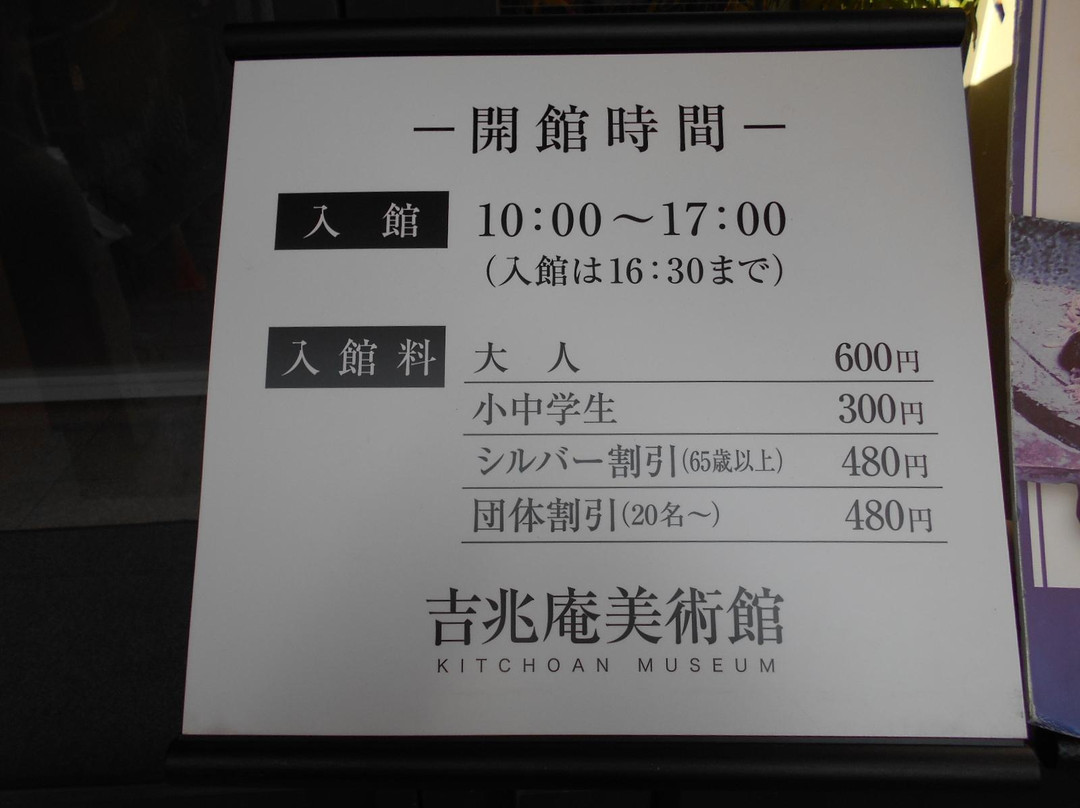 －開館時間－
入館 10：00～17：00
（入館は16：30まで）
入館料 大人 600円
小中学生 300円
シルバー割引（65歳以上） 480円
団体割引（20名～） 480円
吉兆庵美術館
KITCHOAN MUSEUM